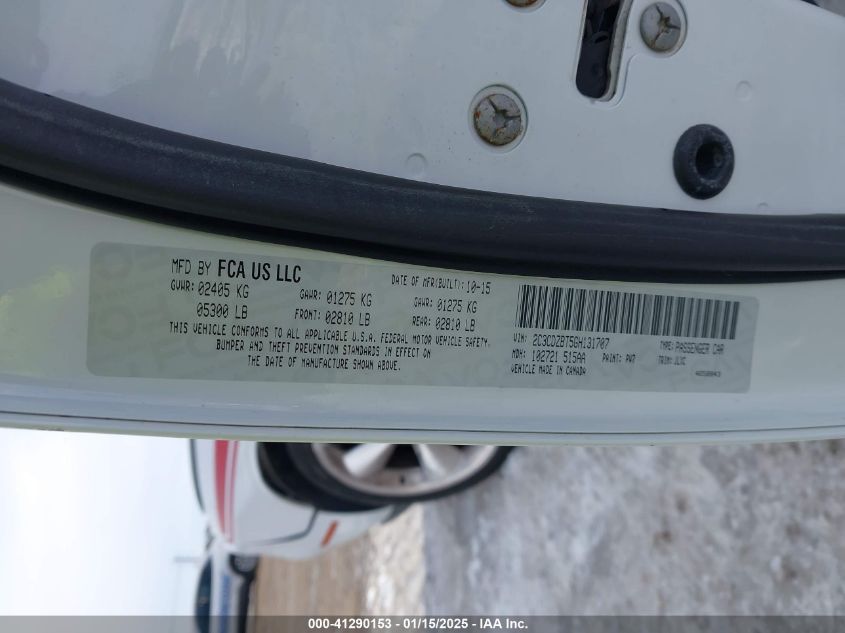 MFD BY FCA US LLC
DATE OF MFR(BUILT): 10-15
GVWR: 02405 KG
GAWR: 01275 KG
GAWR: 01275 KG
05300 LB
FRONT: 02810 LB
REAR: 02810 LB
THIS VEHICLE CONFORMS TO ALL APPLICABLE U.S.A. FEDERAL MOTOR VEHICLE SAFETY,
BUMPER AND THEFT PREVENTION STANDARDS IN EFFECT ON
THE DATE OF MANUFACTURE SHOWN ABOVE.
VIN: 2C3CDZBT5GH131707
TYPE: PASSENGER CAR
MDH: 102721 515AA
PAINT: PW7
VEHICLE MADE IN CANADA
000-41290153 - 01/15/2025 - IAA Inc.